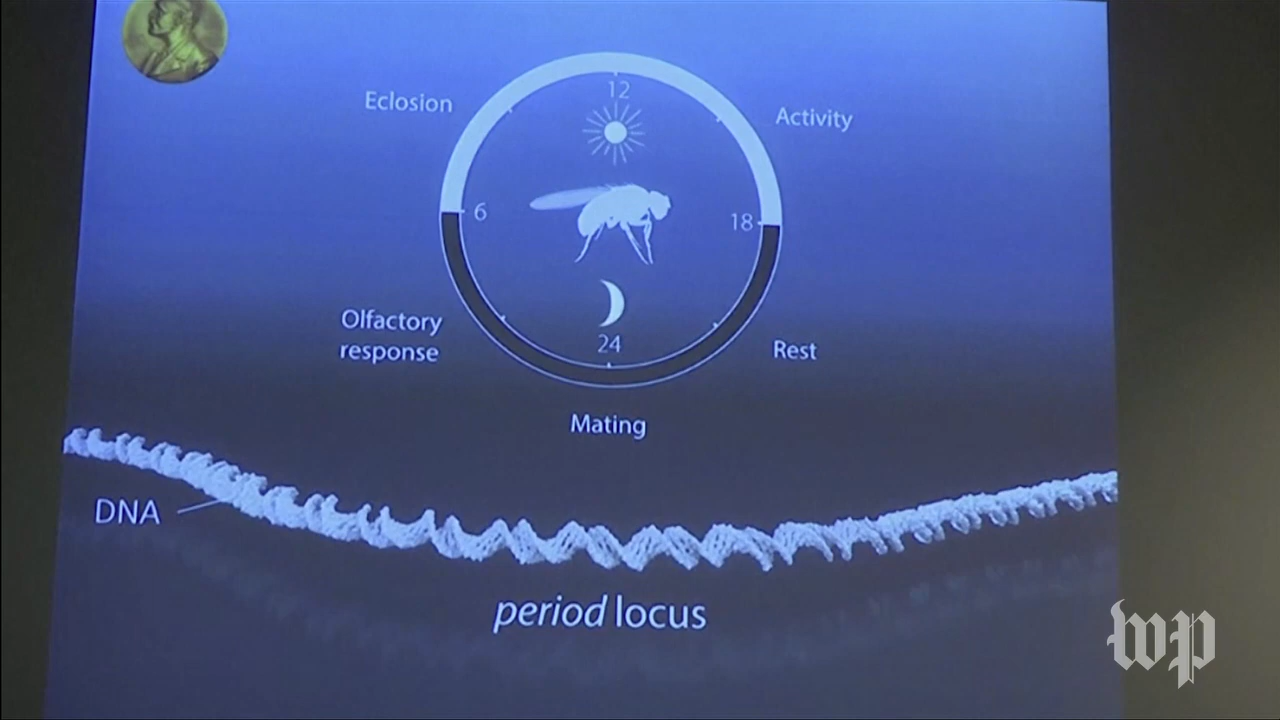 Eclosion
12
Activity
6
18
Olfactory
response
24
Rest
Mating
DNA
period locus
wp